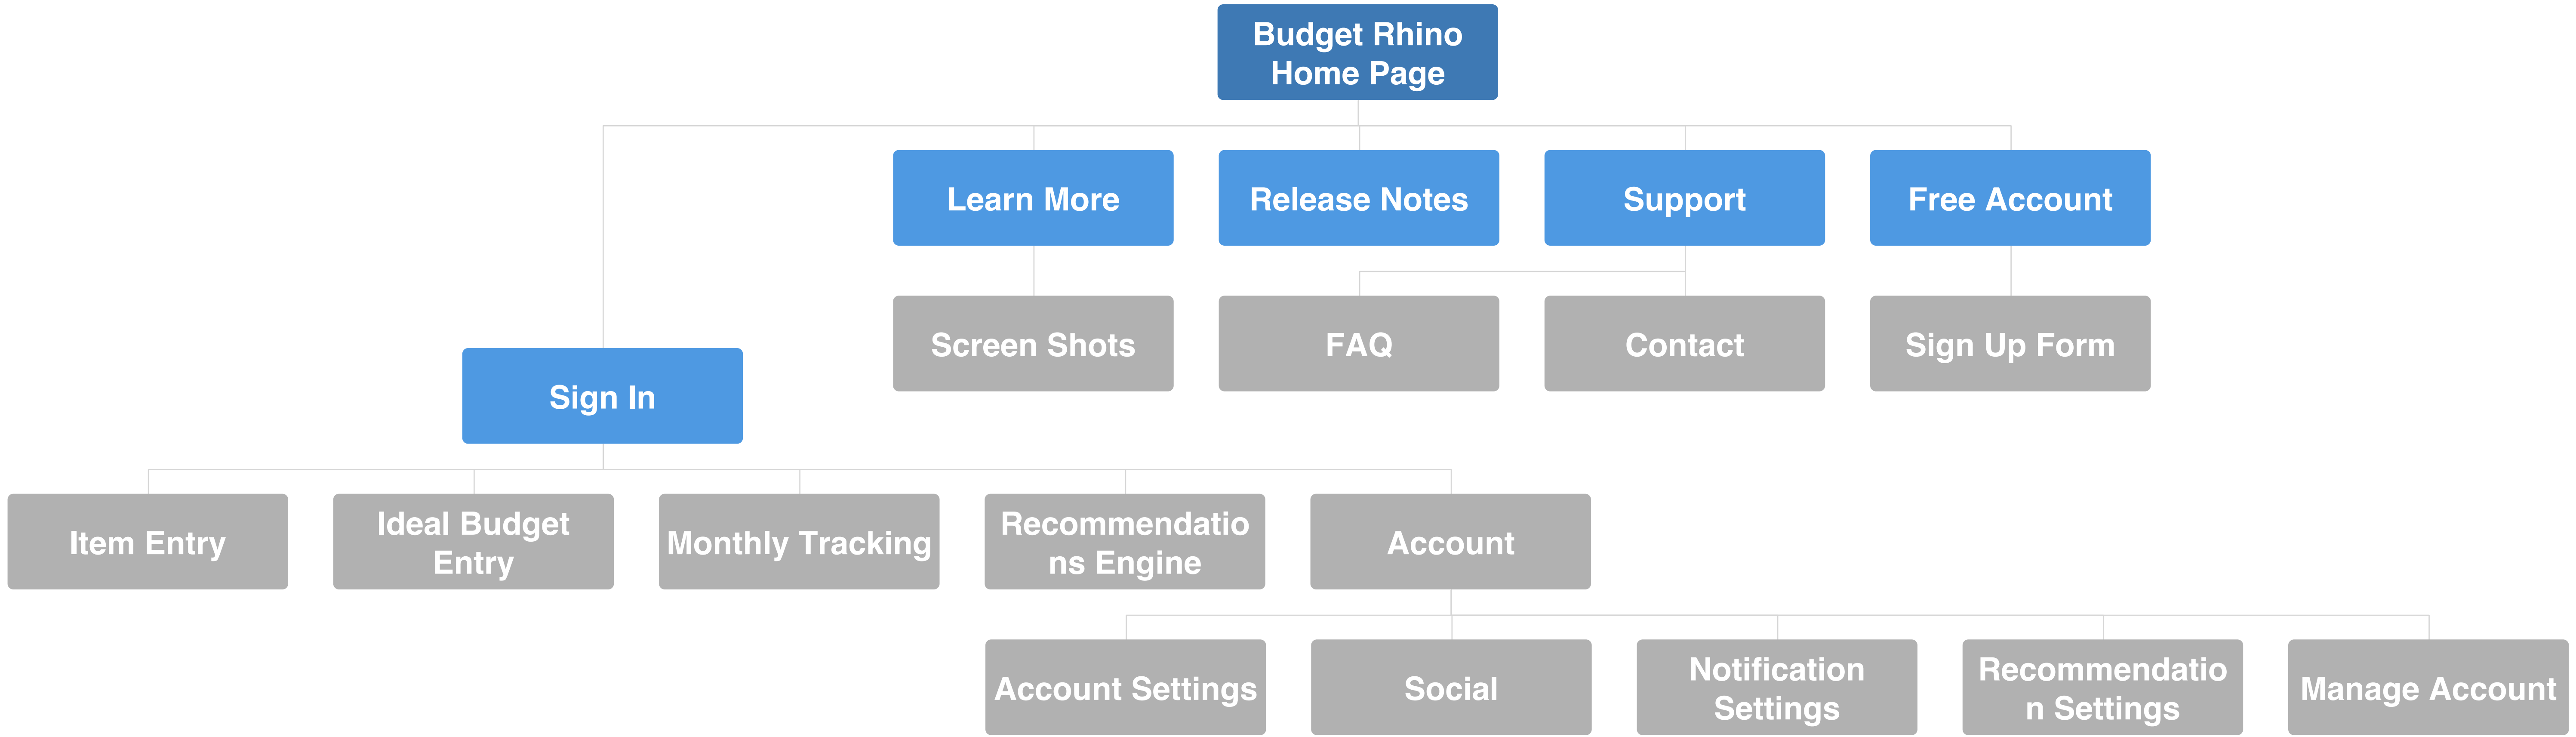 Budget Rhino
Home Page
Learn More
Release Notes
Support
Free Account
Screen Shots
FAQ
Contact
Sign Up Form
Sign In
Item Entry
Ideal Budget
Entry
Monthly Tracking
Recommendatio
ns Engine
Account
Account Settings
Social
Notification
Settings
Recommendatio
n Settings
Manage Account